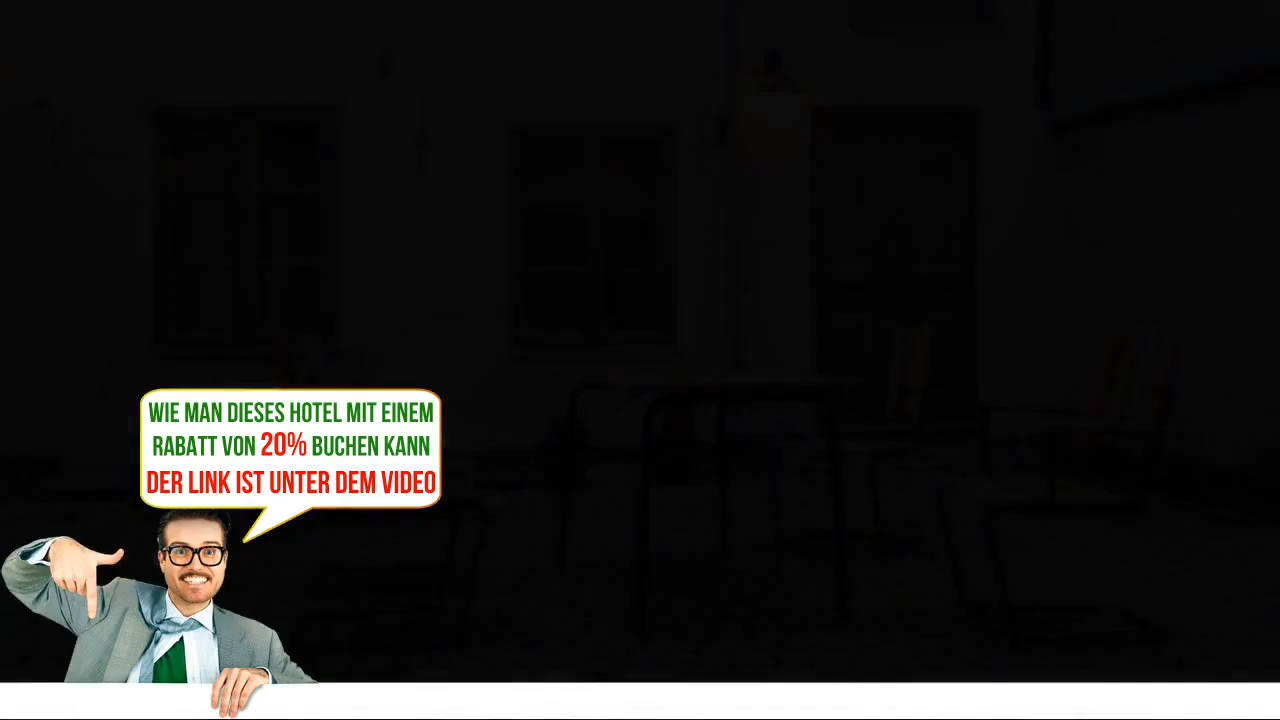 WIE MAN DIESES HOTEL MIT EINEM
RABATT VON 20% BUCHEN KANN
DER LINK IST UNTER DEM VIDEO